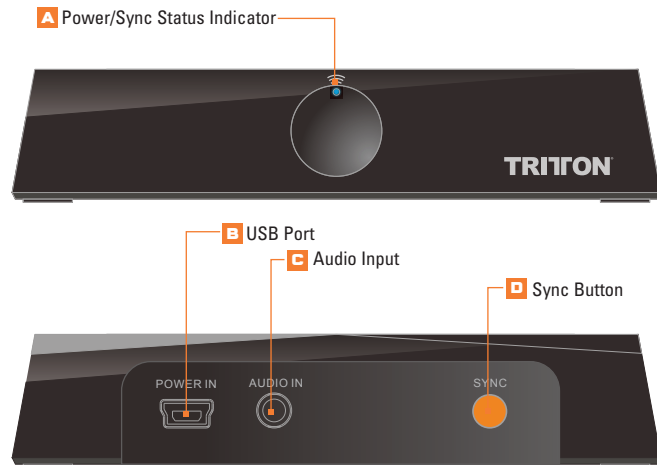 A Power/Sync Status Indicator
TRITTON
B USB Port
C Audio Input
D Sync Button
POWER IN AUDIO IN SYNC